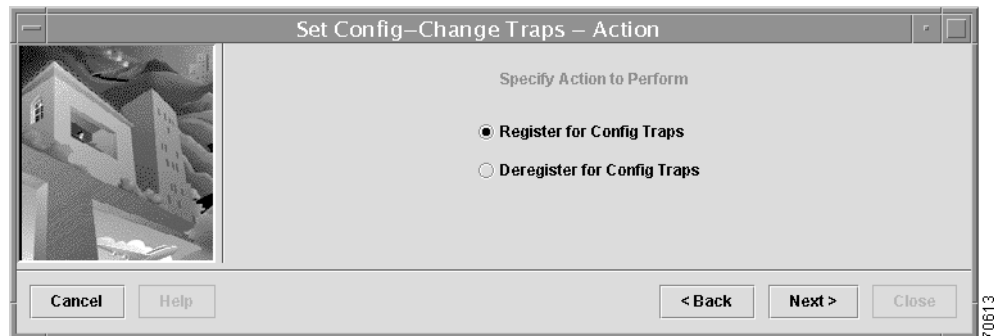 Set Config–Change Traps – Action
Specify Action to Perform
Register for Config Traps
Deregister for Config Traps
Cancel
Help
< Back
Next >
Close
70613